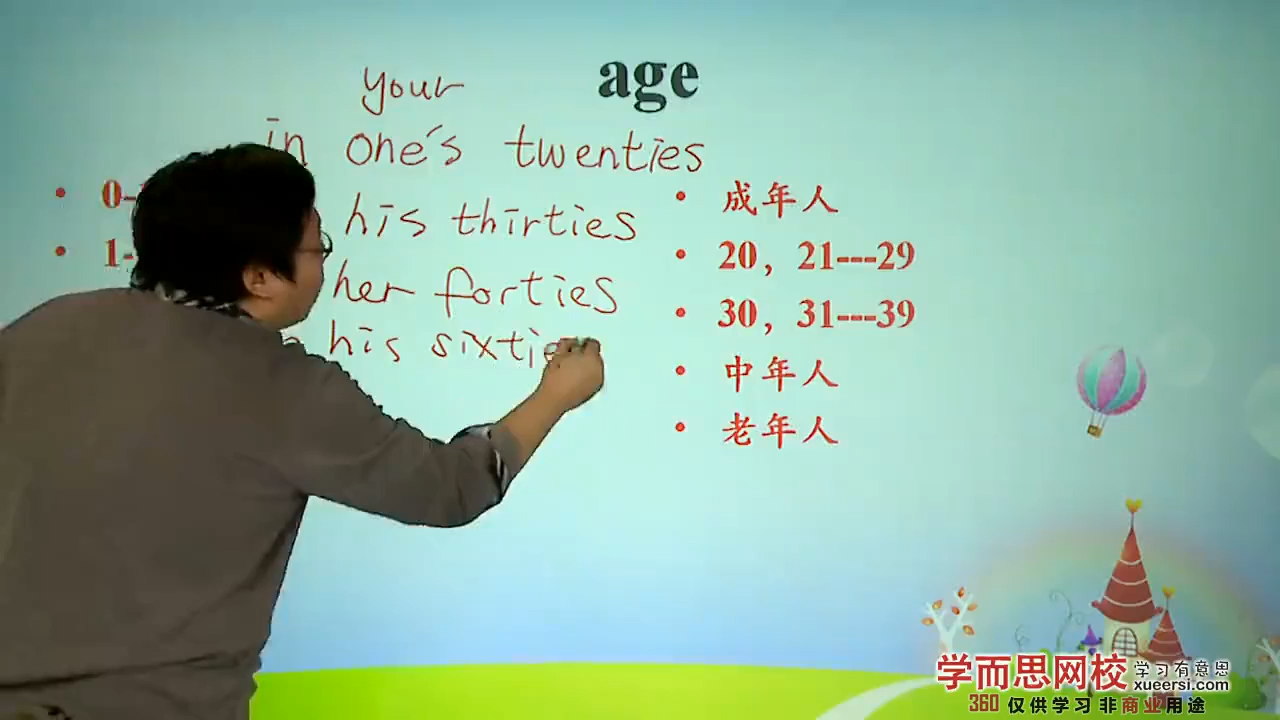 age
your
in one's twenties
his thirties
her forties
his sixtie
• 0-
• 1-
• 成年人
• 20，21---29
• 30，31---39
• 中年人
• 老年人
学而思网校 学习有意思
xueersi.com
360 仅供学习 非商业用途